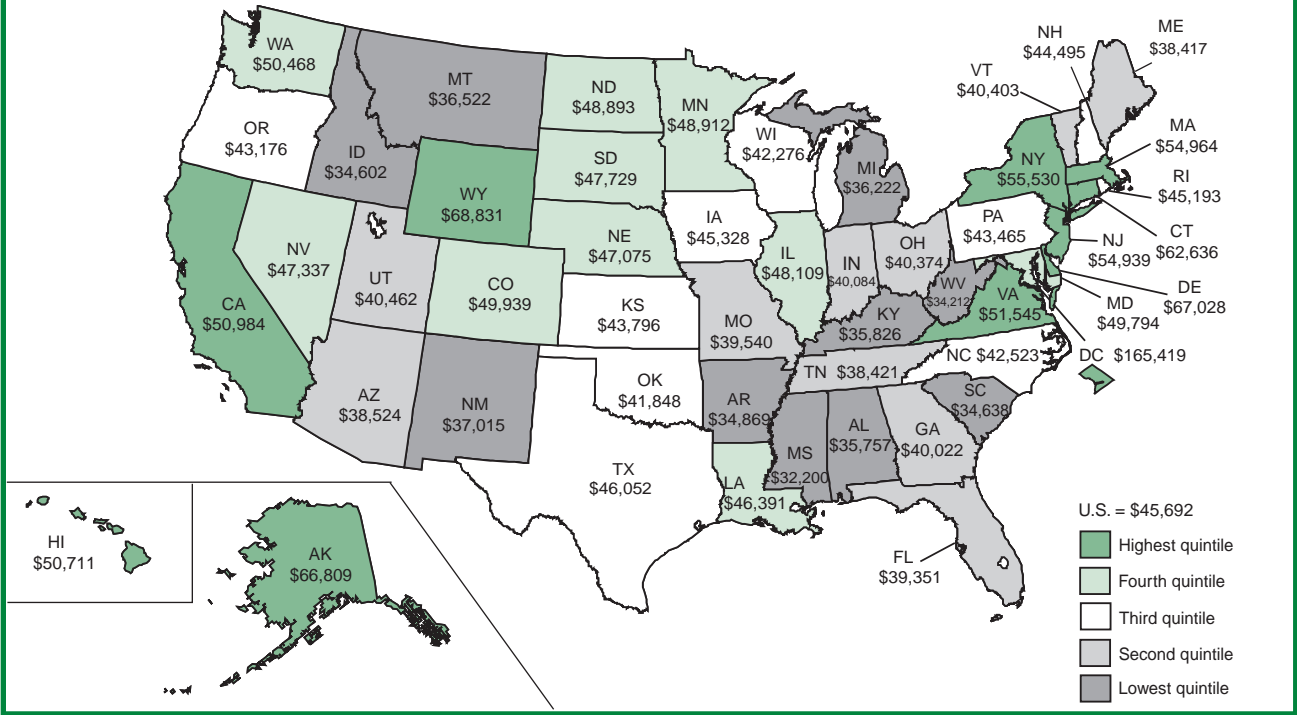 WA
$50,468
MT
$36,522
ND
$48,893
MN
$48,912
NH
$44,495
ME
$38,417
VT
$40,403
OR
$43,176
ID
$34,602
WI
$42,276
MI
$36,222
NY
$55,530
MA
$54,964
RI
$45,193
SD
$47,729
WY
$68,831
IA
$45,328
PA
$43,465
CT
$62,636
NJ
$54,939
NE
$47,075
NV
$47,337
UT
$40,462
CO
$49,939
IL
$48,109
IN
$40,084
OH
$40,374
WV
$34,212
VA
$51,545
DE
$67,028
MD
$49,794
DC $165,419
CA
$50,984
KS
$43,796
MO
$39,540
KY
$35,826
TN $38,421
NC $42,523
AZ
$38,524
NM
$37,015
OK
$41,848
AR
$34,869
SC
$34,638
MS
$32,200
AL
$35,757
GA
$40,022
TX
$46,052
LA
$46,391
FL
$39,351
HI
$50,711
AK
$66,809
U.S. = $45,692
Highest quintile
Fourth quintile
Third quintile
Second quintile
Lowest quintile